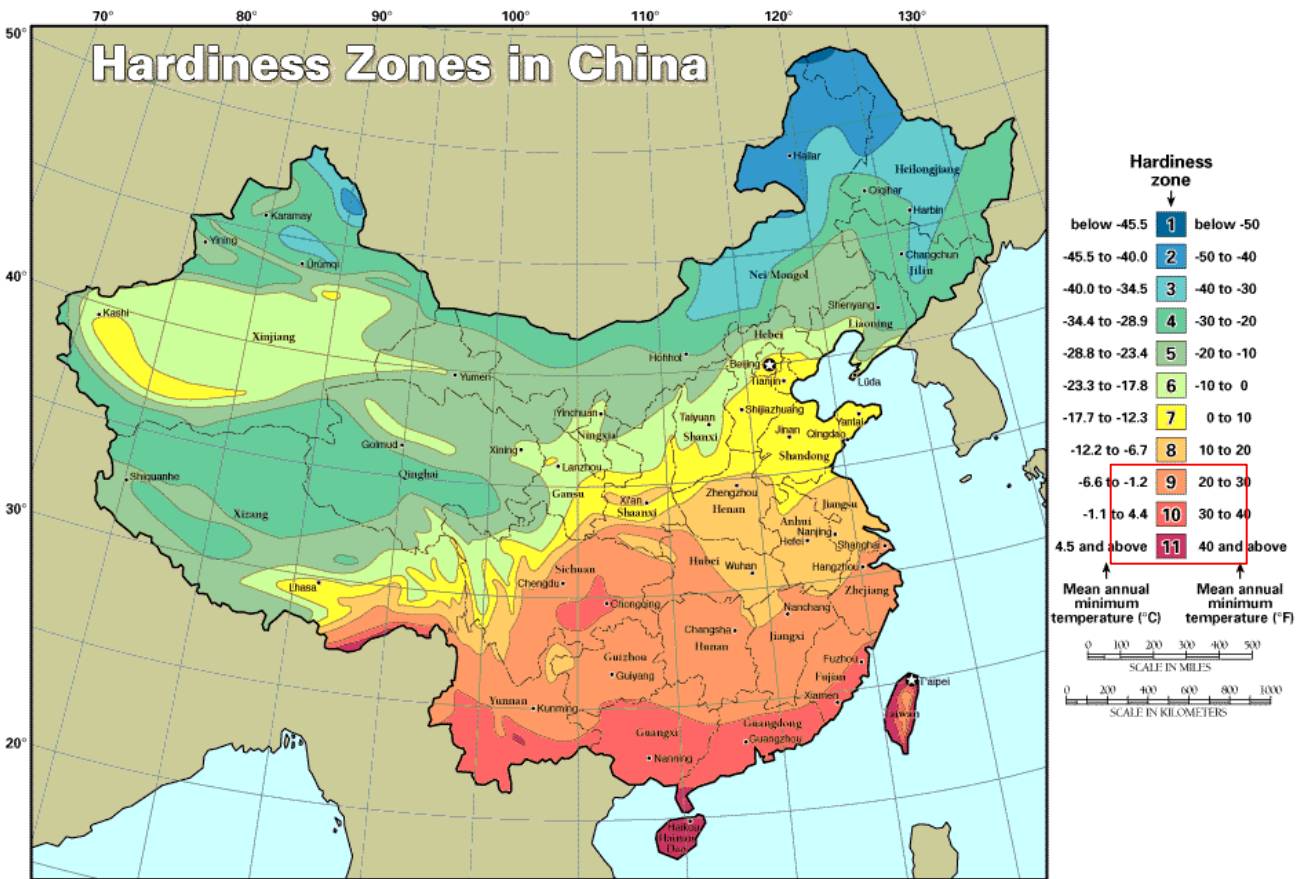 70°
80°
90°
100°
110°
120°
130°
50°
40°
30°
20°
Hardiness Zones in China
Hailar
Heilongjiang
Qiqihar
Harbin
Karamay
Yining
Ürümqi
Changchun
Jilin
Nei Mongol
Shenyang
Liaoning
Kashi
Xinjiang
Hebei
Hohhot
Beijing
Tianjin
Lüda
Yumen
Yinchuan
Taiyuan
Shijiazhuang
Yantai
Ningxia
Shanxi
Jinan
Qingdao
Golmud
Xining
Lanzhou
Shandong
Qinghai
Shiquanhe
Gansu
Zhengzhou
Xi'an
Shaanxi
Henan
Jiangsu
Xizang
Anhui
Nanjing
Hefei
Shanghai
Sichuan
Hubei
Wuhan
Hangzhou
Lhasa
Chengdu
Zhejiang
Chongqing
Nanchang
Changsha
Hunan
Jiangxi
Guizhou
Guiyang
Fuzhou
Fujian
T'aipei
Xiamen
Yunnan
Kunming
Taiwan
Guangxi
Guangdong
Guangzhou
Nanning
Haikou
Hainan
Dao
Hardiness
zone
below -45.5 1 below -50
-45.5 to -40.0 2 -50 to -40
-40.0 to -34.5 3 -40 to -30
-34.4 to -28.9 4 -30 to -20
-28.8 to -23.4 5 -20 to -10
-23.3 to -17.8 6 -10 to 0
-17.7 to -12.3 7 0 to 10
-12.2 to -6.7 8 10 to 20
-6.6 to -1.2 9 20 to 30
-1.1 to 4.4 10 30 to 40
4.5 and above 11 40 and above
Mean annual
minimum
temperature (°C)
Mean annual
minimum
temperature (°F)
0 100 200 300 400 500
SCALE IN MILES
0 200 400 600 800 1000
SCALE IN KILOMETERS